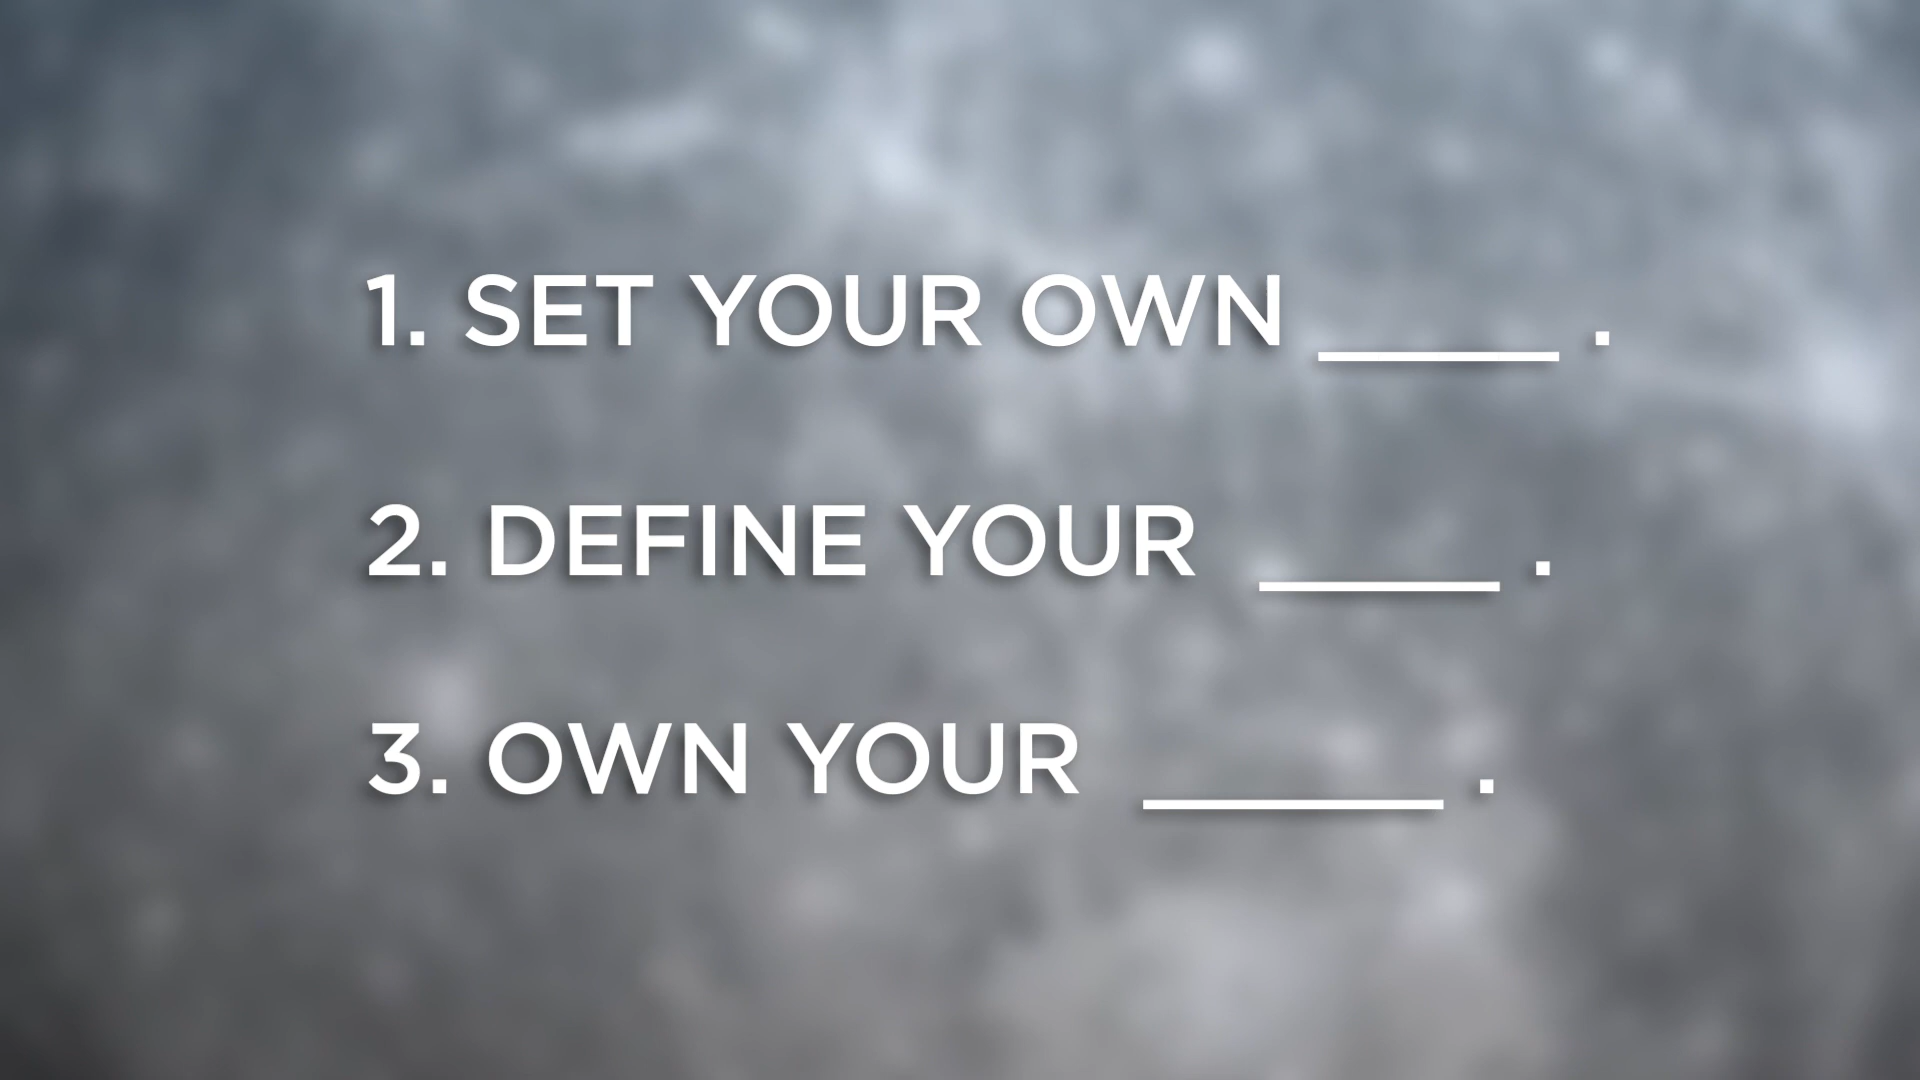 1. SET YOUR OWN ____ .
2. DEFINE YOUR ____ .
3. OWN YOUR _____ .